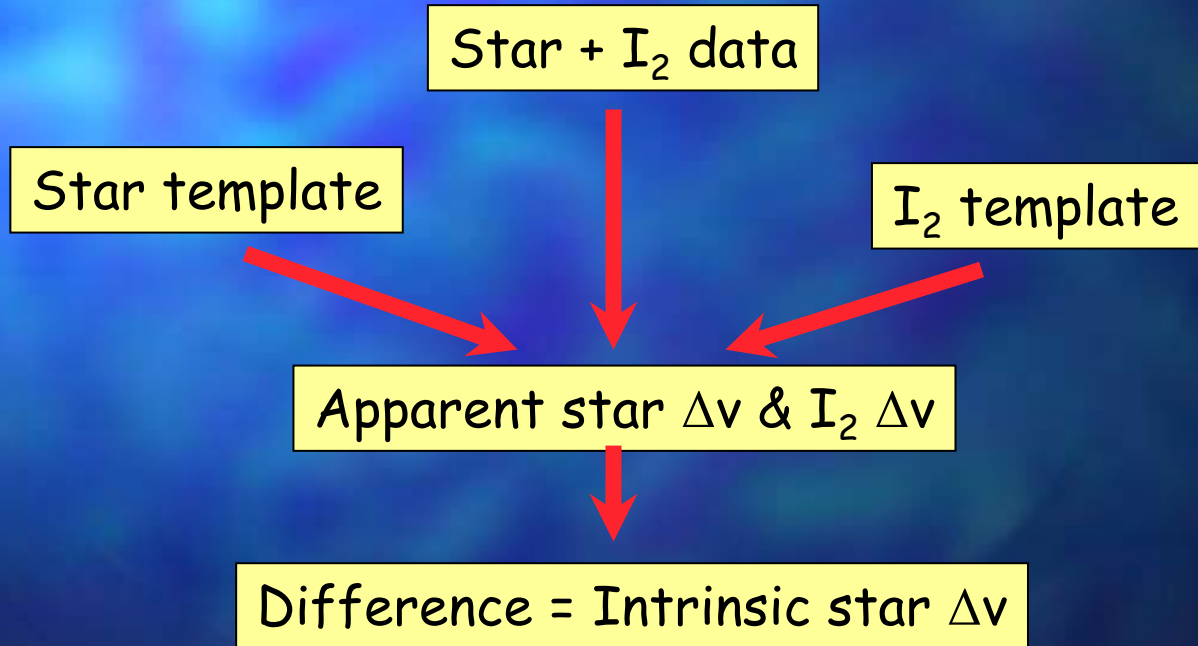 Star + I₂ data
Star template
I₂ template
Apparent star Δv & I₂ Δv
Difference = Intrinsic star Δv